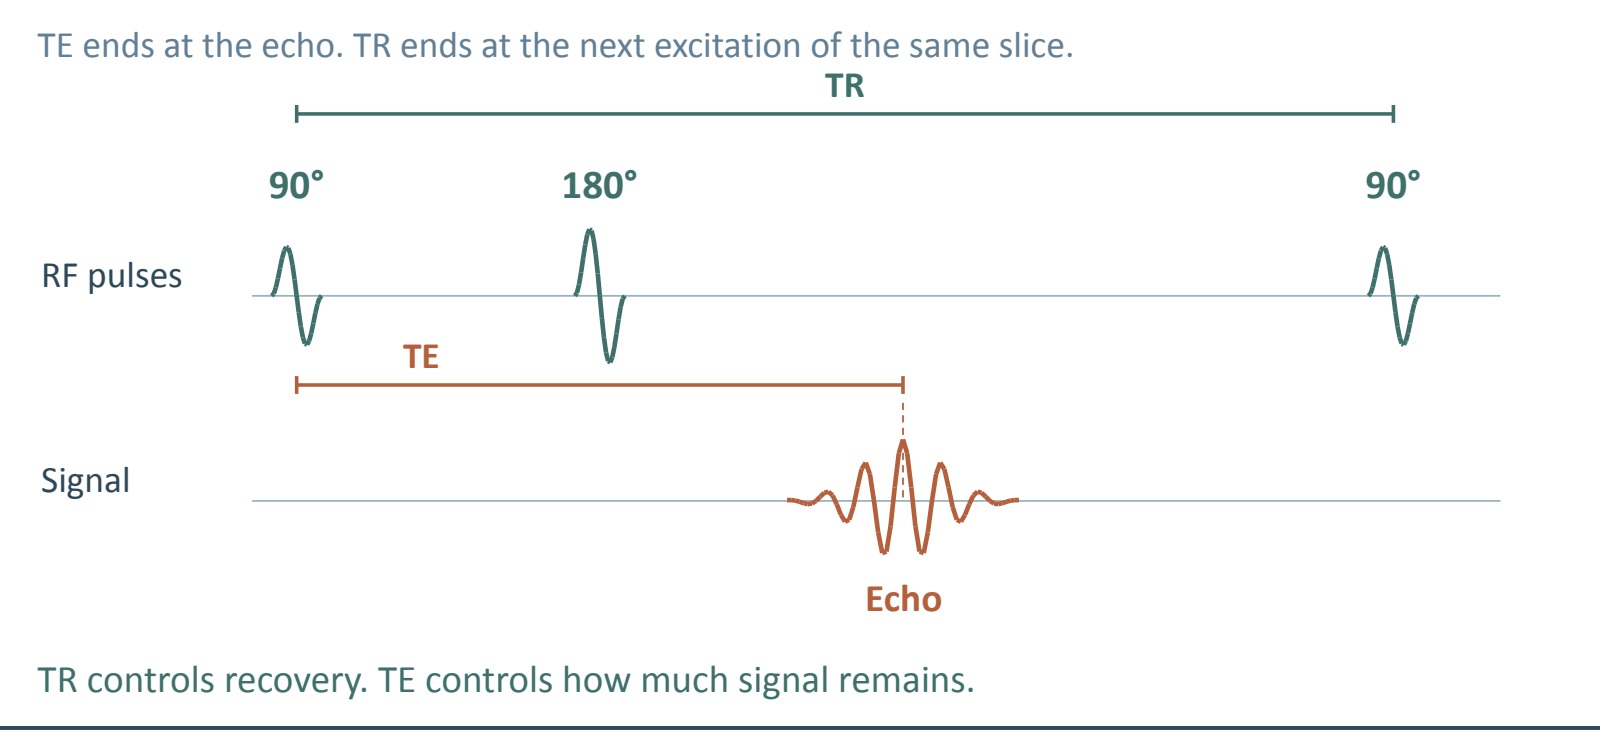 TE ends at the echo. TR ends at the next excitation of the same slice.
TR
90° 180° 90°
RF pulses
TE
Signal
Echo
TR controls recovery. TE controls how much signal remains.